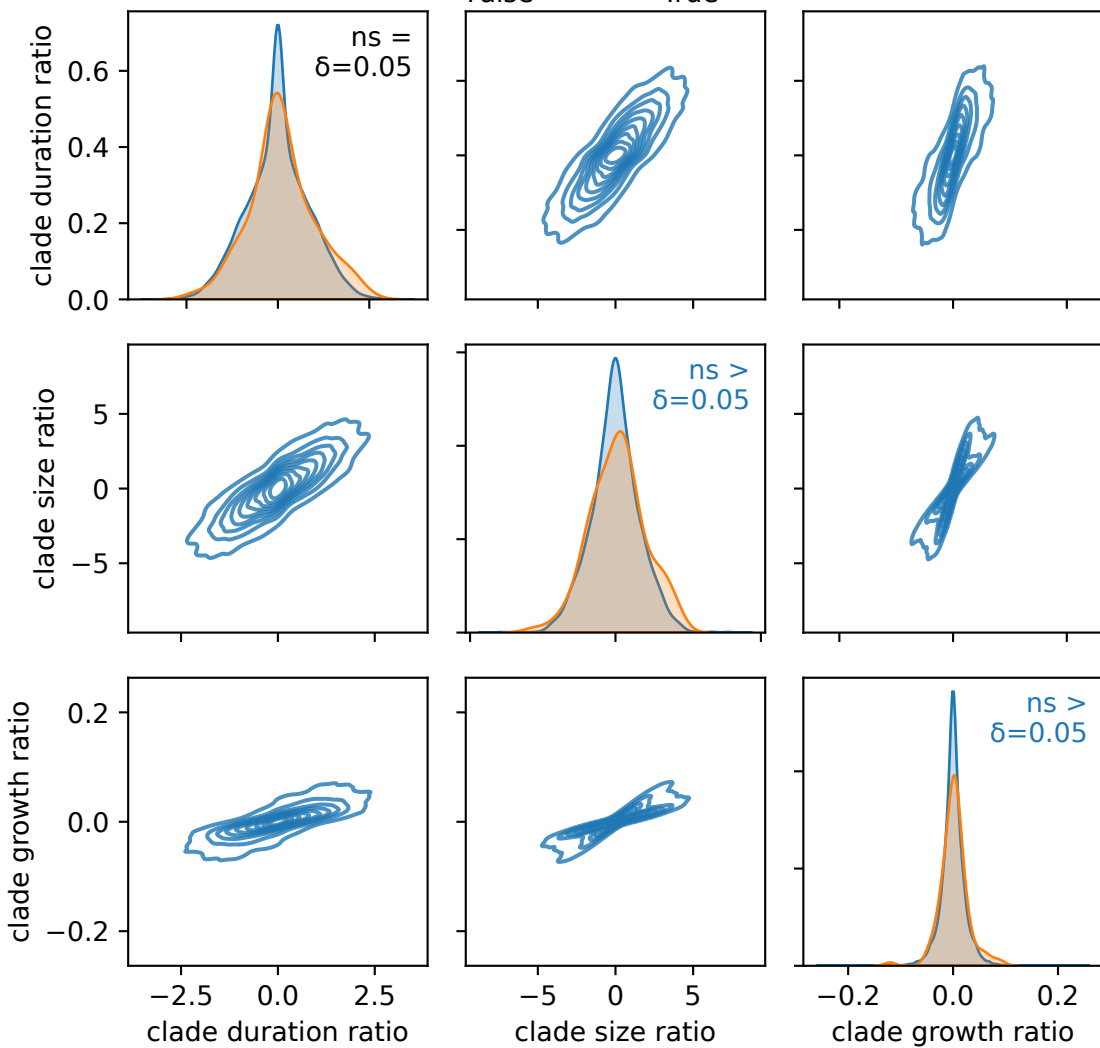 clade duration ratio
0.6
0.4
0.2
0.0
ns =
δ=0.05
clade size ratio
5
0
−5
ns >
δ=0.05
clade growth ratio
0.2
0.0
−0.2
ns >
δ=0.05
−2.5 0.0 2.5
−5 0 5
−0.2 0.0 0.2
clade duration ratio
clade size ratio
clade growth ratio